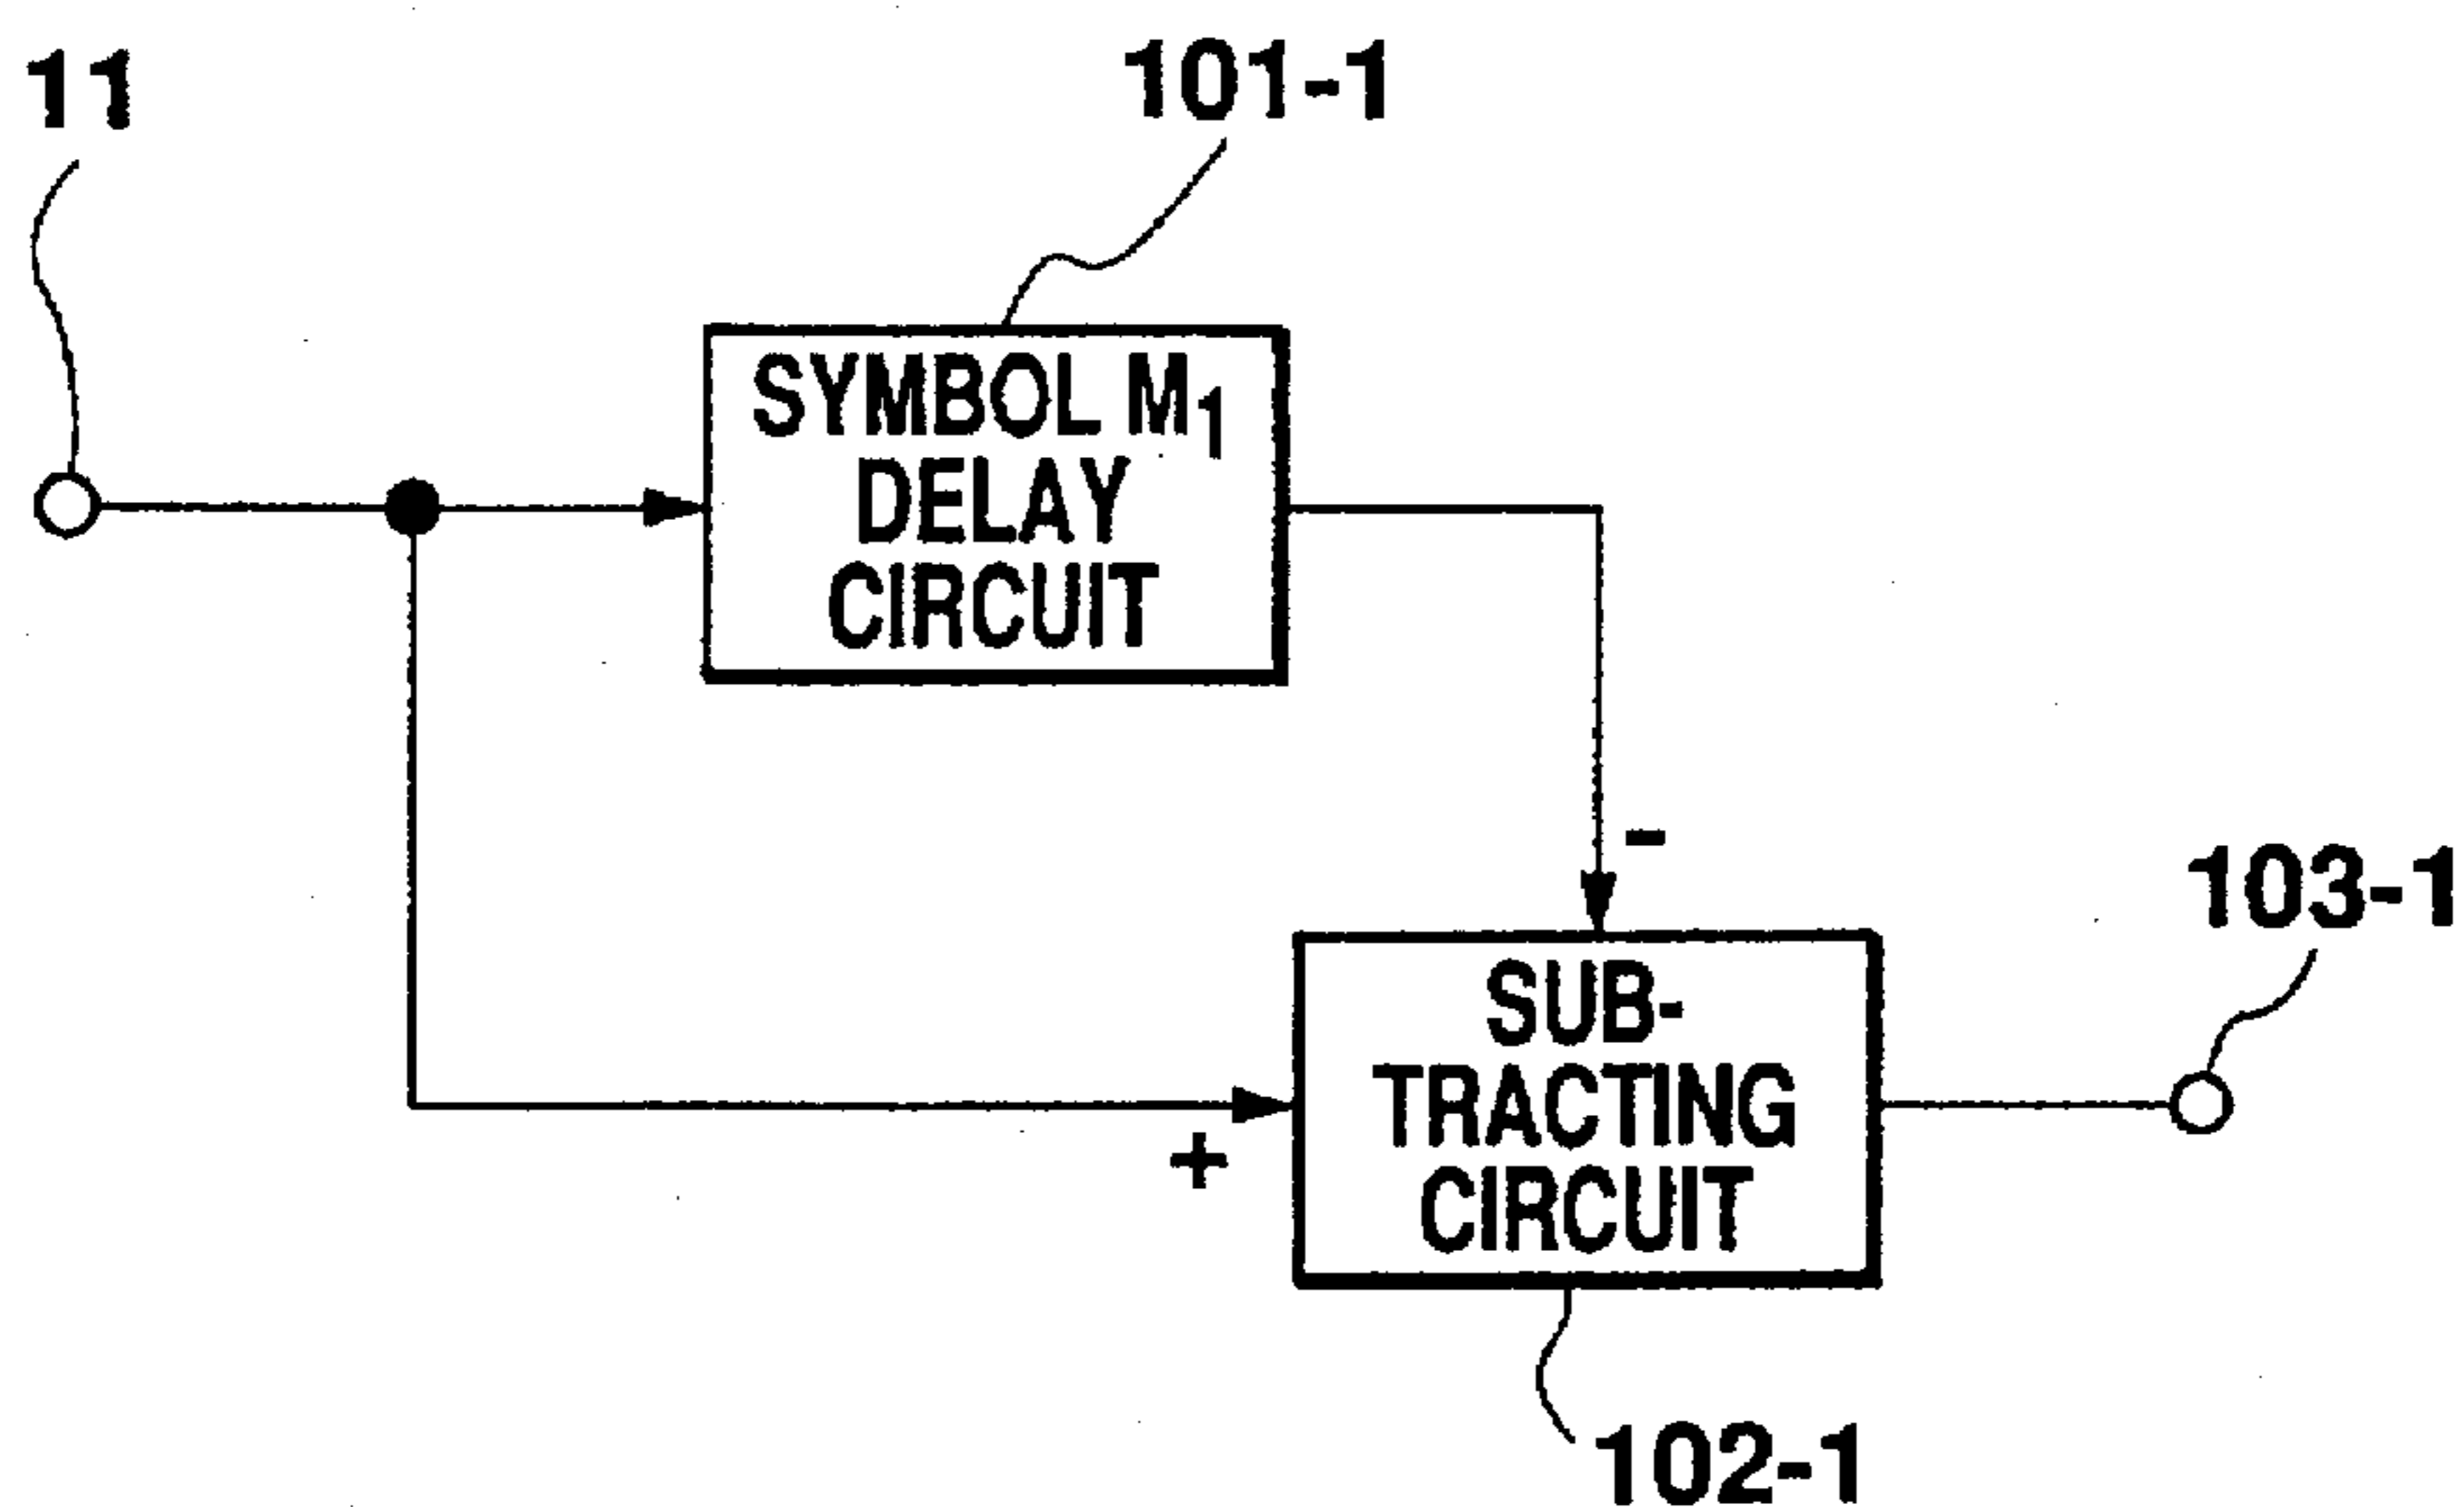 11
101-1
SYMBOL M₁
DELAY
CIRCUIT
-
103-1
SUB-
TRACTING
CIRCUIT
+
102-1